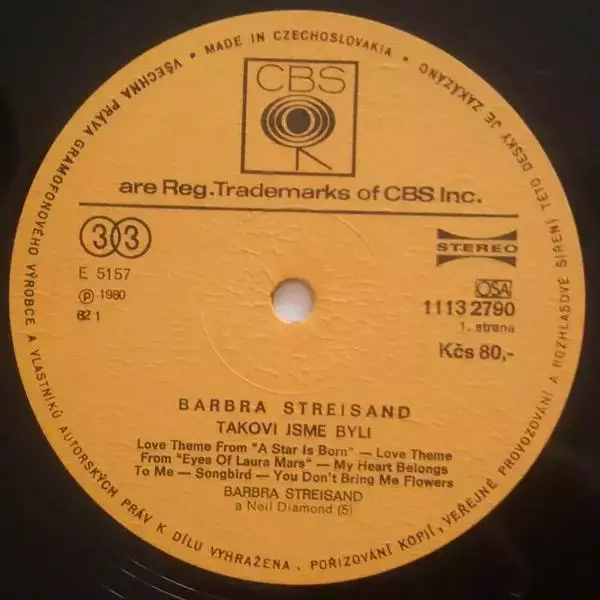 • MADE IN CZECHOSLOVAKIA •
VŠECHNA PRÁVA GRAMOFONOVÉHO VÝROBCE A VLASTNÍKŮ AUTORSKÝCH PRÁV K DÍLU VYHRAŽENA. POŘIZOVÁNÍ KOPIÍ, VEŘEJNÉ PROVOZOVÁNÍ A ROZHLASOVÉ ŠÍŘENÍ TÉTO DESKY JE ZAKÁZÁNO
CBS
are Reg.Trademarks of CBS Inc.
33
STEREO
E 5157
OSA
℗ 1980
1113 2790
82 1
1. strana
Kčs 80,-
BARBRA STREISAND
TAKOVI JSME BYLI
Love Theme From "A Star Is Born" — Love Theme
From "Eyes Of Laura Mars" — My Heart Belongs
To Me — Songbird — You Don't Bring Me Flowers
BARBRA STREISAND
a Neil Diamond (5)